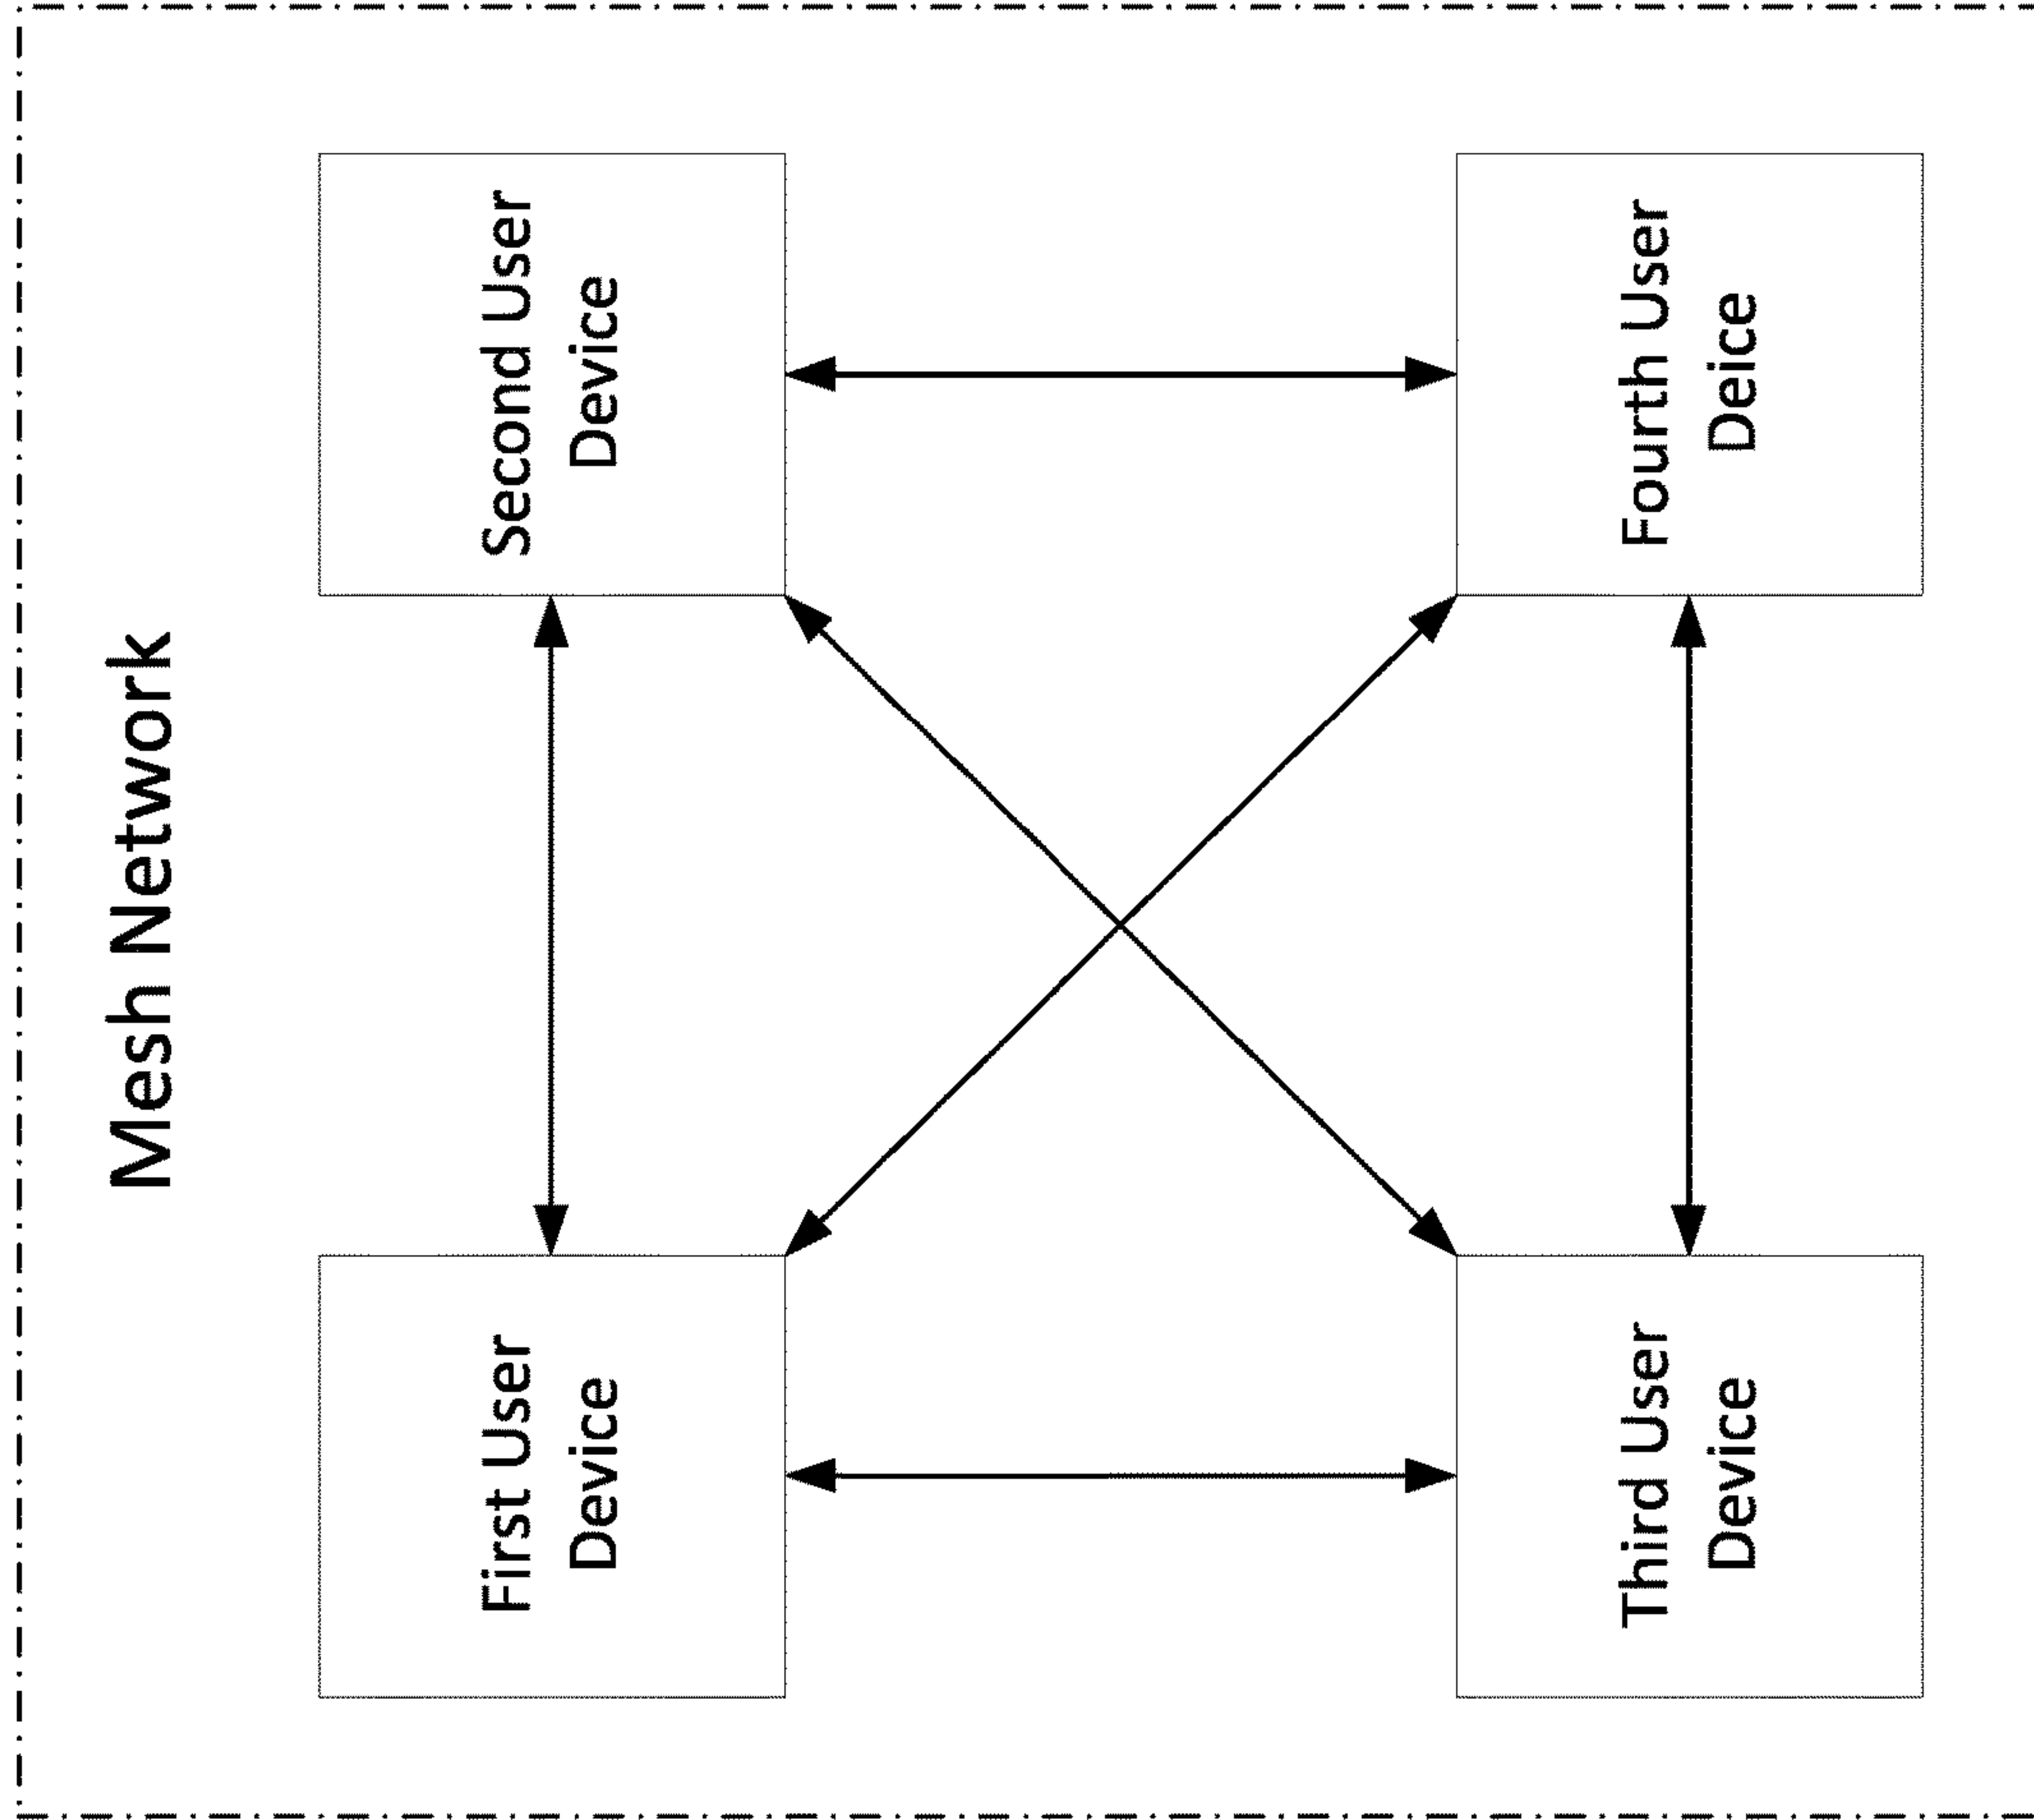 Mesh Network
First User
Device
Second User
Device
Third User
Device
Fourth User
Deice